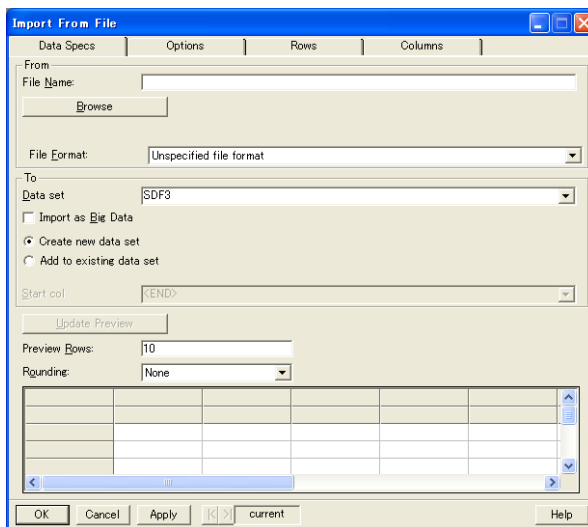 Import From File
Data Specs Options Rows Columns
From
File Name:
Browse
File Format: Unspecified file format
To
Data set SDF3
Import as Big Data
Create new data set
Add to existing data set
Start col <END>
Update Preview
Preview Rows: 10
Rounding: None
OK Cancel Apply current Help